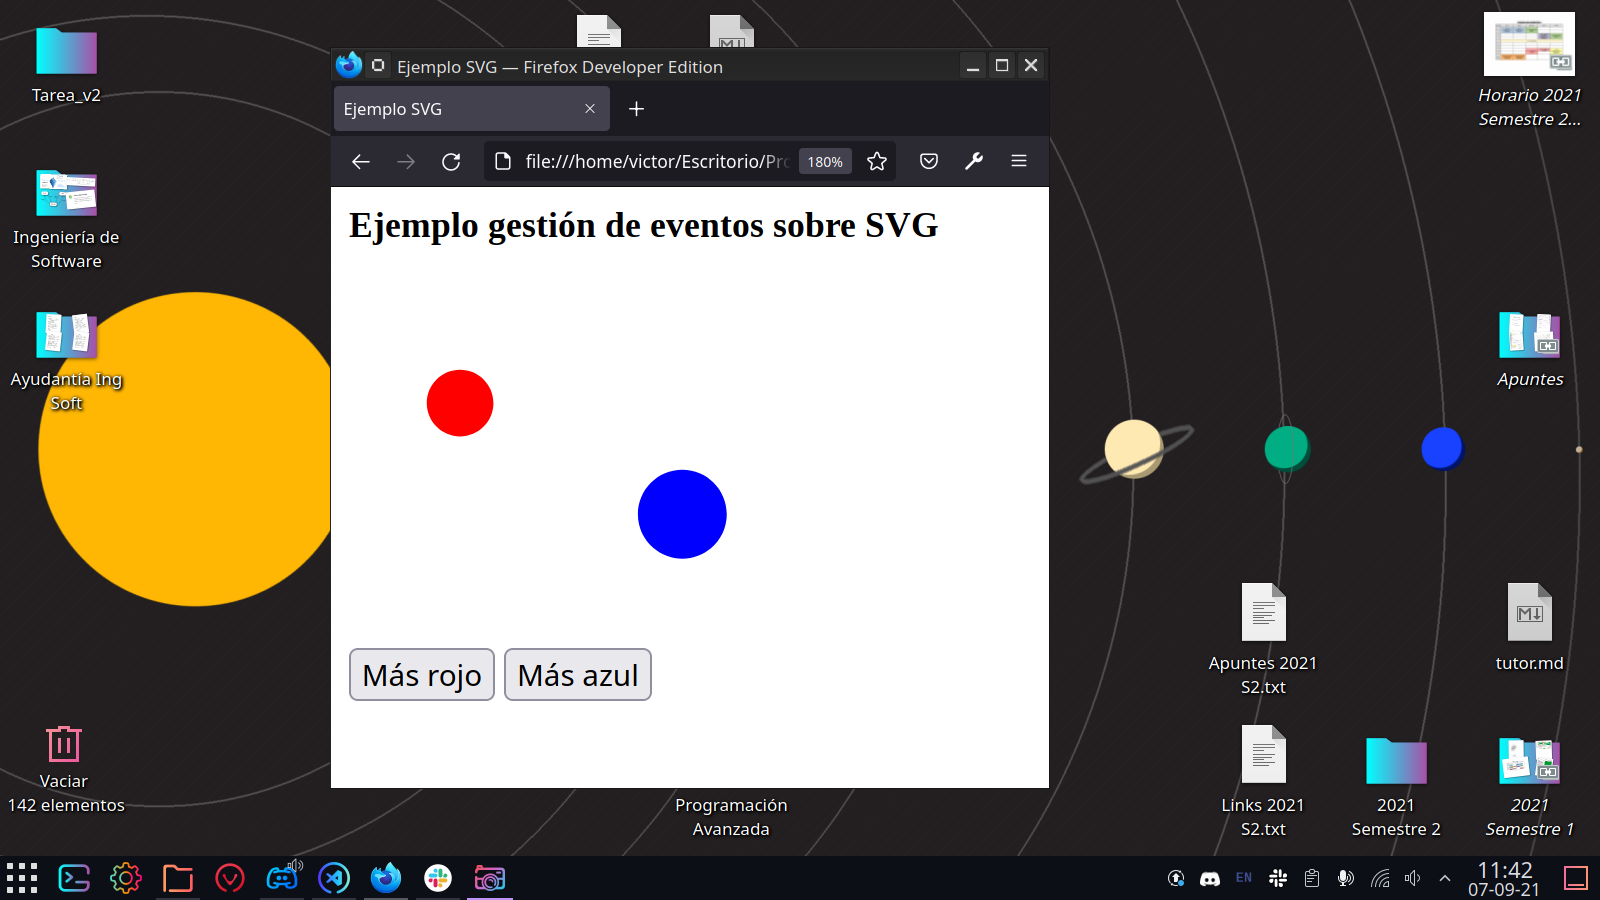 Tarea_v2
Ingeniería de
Software
Ayudantía Ing
Soft
Vaciar
142 elementos
Ejemplo SVG — Firefox Developer Edition
Ejemplo SVG
file:///home/victor/Escritorio/Pro
180%
Ejemplo gestión de eventos sobre SVG
Más rojo
Más azul
Programación
Avanzada
Horario 2021
Semestre 2...
Apuntes
Apuntes 2021
S2.txt
tutor.md
Links 2021
S2.txt
2021
Semestre 2
2021
Semestre 1
EN
11:42
07-09-21